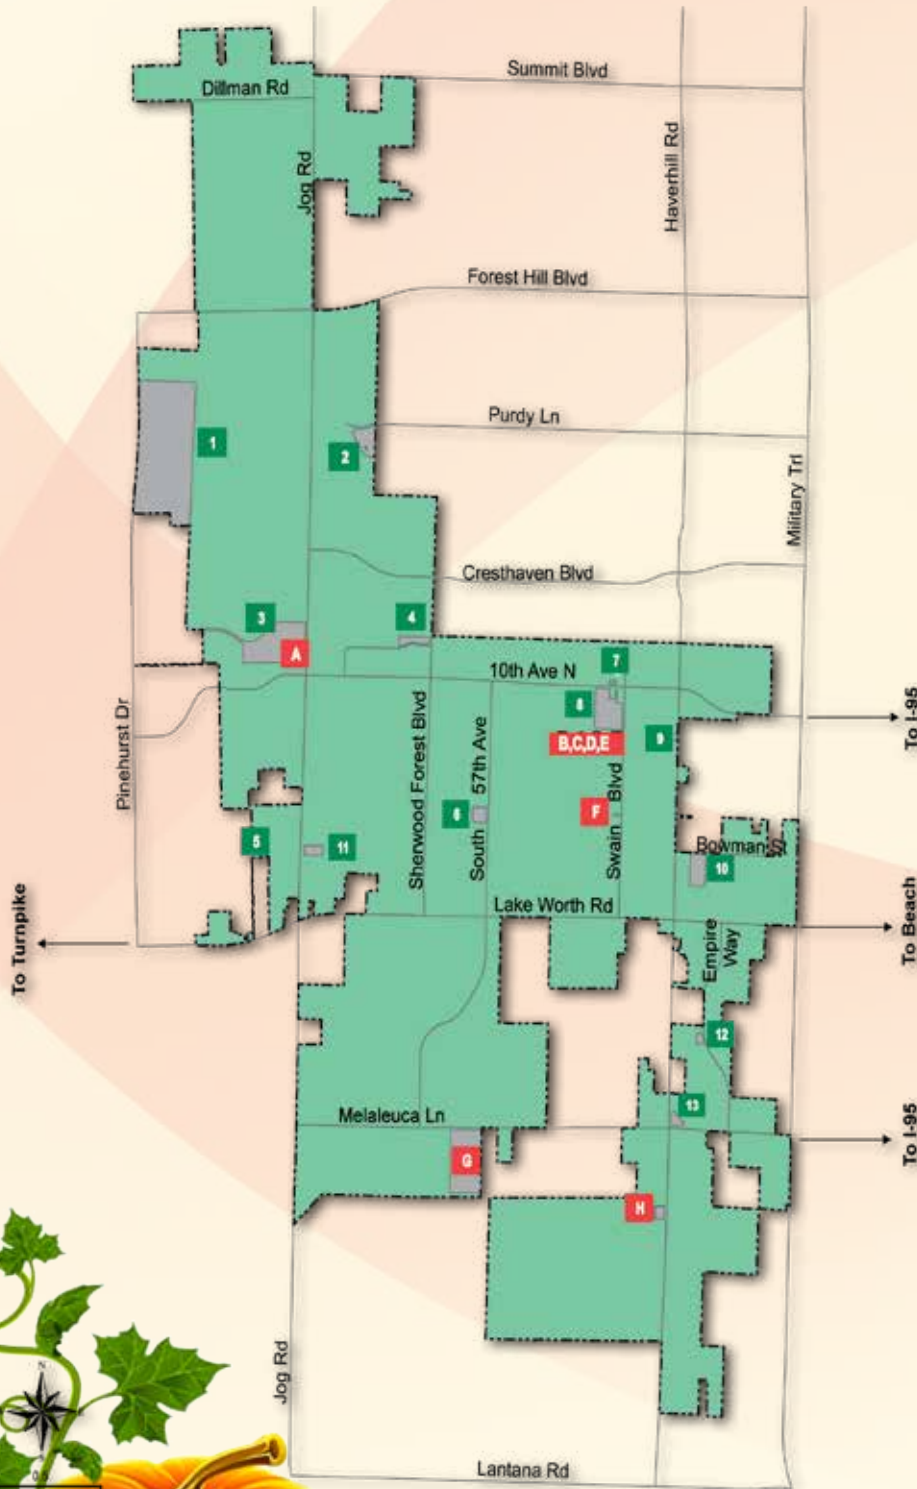 Summit Blvd
Dillman Rd
Haverhill Rd
Jog Rd
Forest Hill Blvd
Purdy Ln
1
2
Military Trl
Cresthaven Blvd
3
4
A
7
10th Ave N
8
Pinehurst Dr
Sherwood Forest Blvd
South 57th Ave
B,C,D,E
9
To I-95
Swain Blvd
F
6
5
11
Bowman St
10
Lake Worth Rd
To Turnpike
Empire
Way
To Beach
12
13
Melaleuca Ln
To I-95
G
H
Jog Rd
N
Lantana Rd